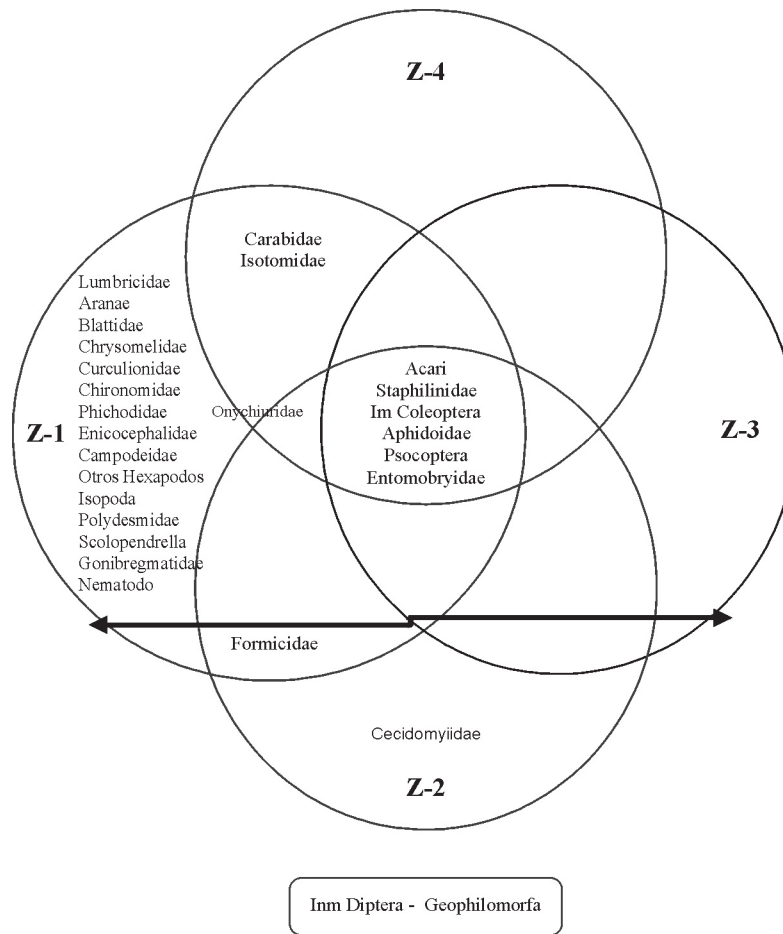 Z-4
Carabidae
Isotomidae
Lumbricidae
Aranae
Blattidae
Chrysomelidae
Curculionidae
Chironomidae
Phichodidae
Enicocephalidae
Campodeidae
Otros Hexapodos
Isopoda
Polydesmidae
Scolopendrella
Gonibregmatidae
Nematodo
Z-1
Onychiuridae
Acari
Staphilinidae
Im Coleoptera
Aphidoidae
Psocoptera
Entomobryidae
Z-3
Formicidae
Cecidomyiidae
Z-2
Inm Diptera - Geophilomorfa